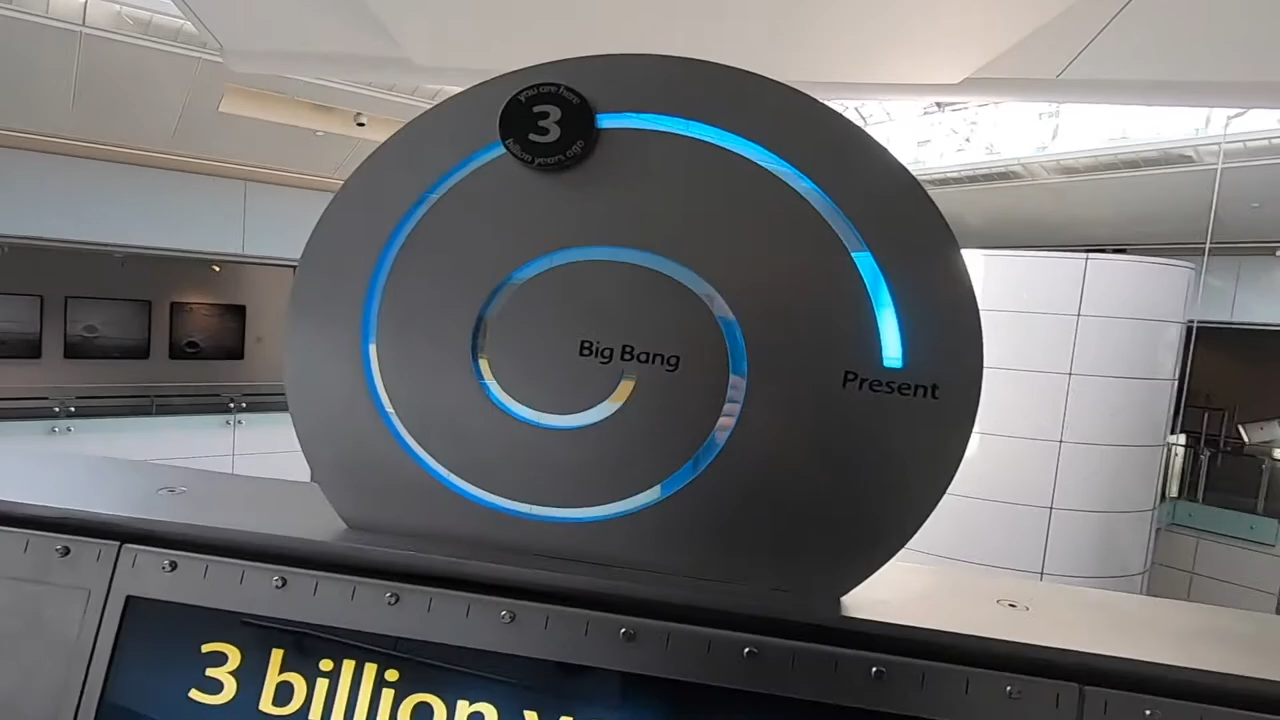 you are here
3
billion years ago
Big Bang
Present
3 billion